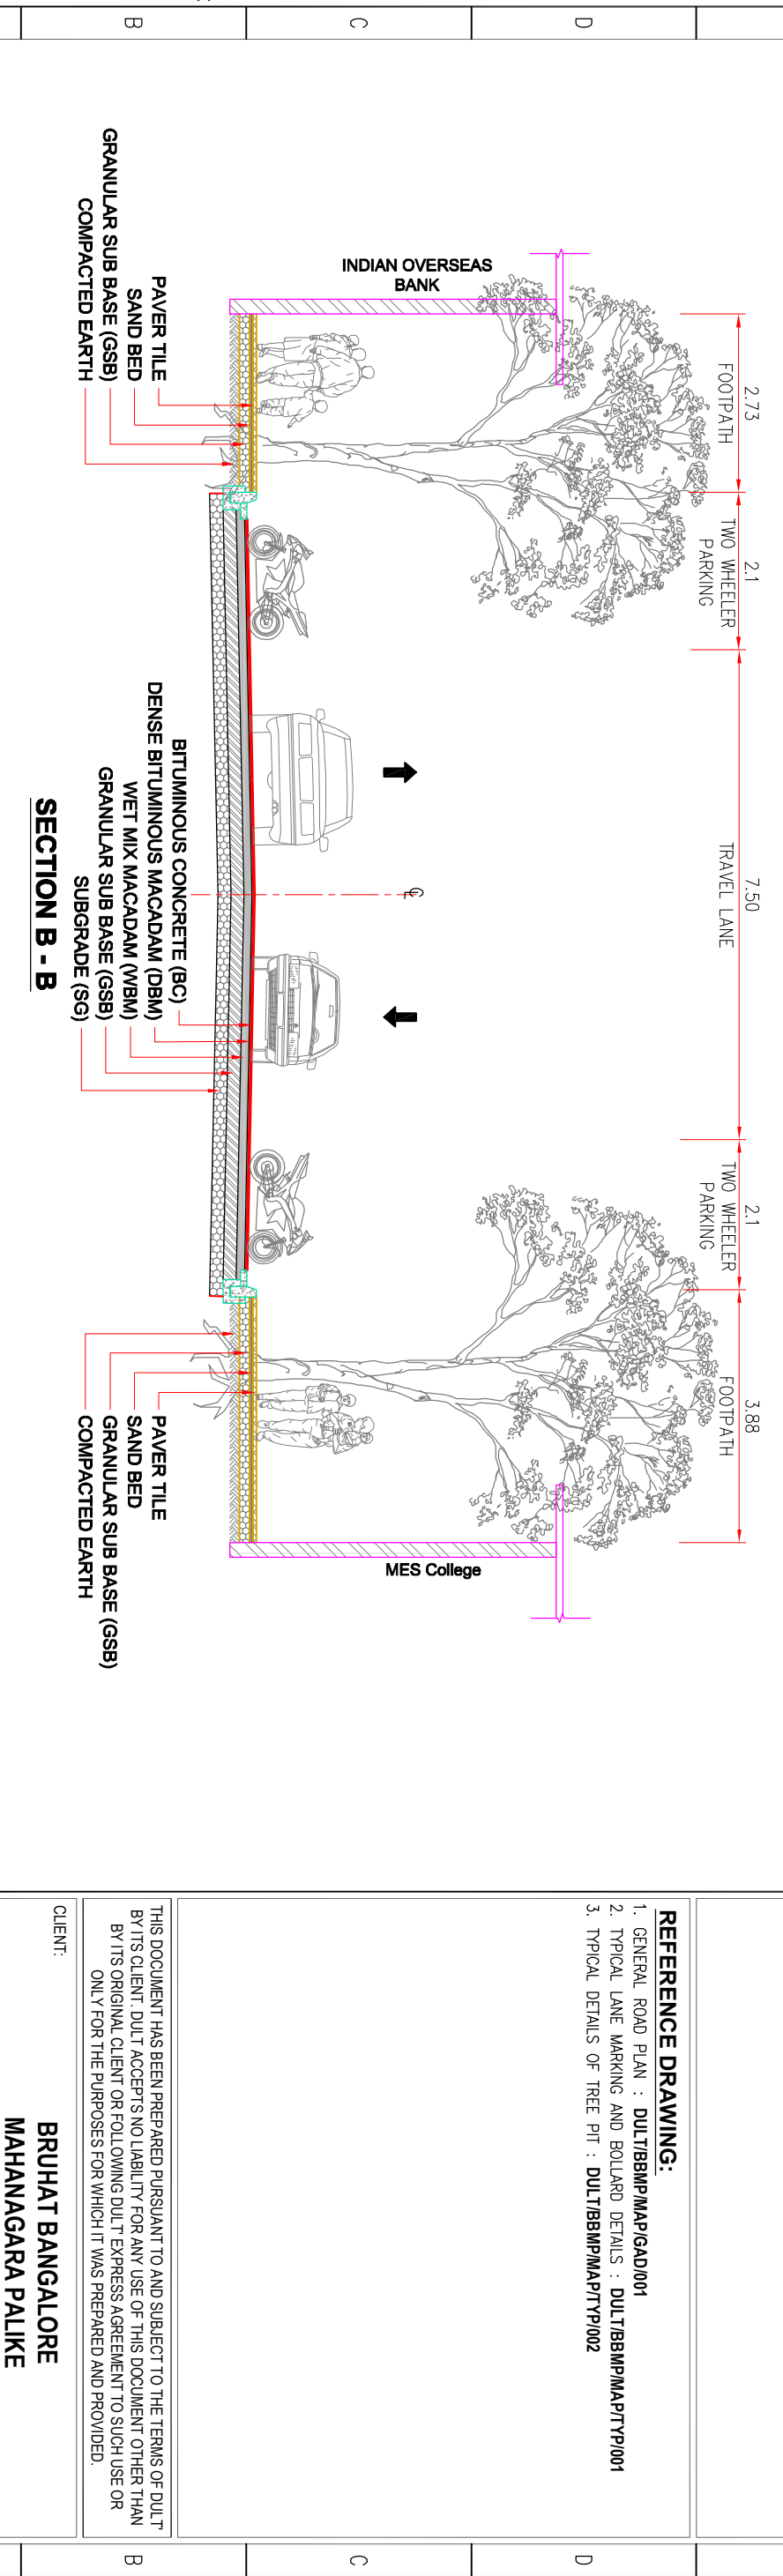 B
C
D
2.73
FOOTPATH
2.1
TWO WHEELER
PARKING
7.50
TRAVEL LANE
2.1
TWO WHEELER
PARKING
3.88
FOOTPATH
INDIAN OVERSEAS
BANK
MES College
CL
PAVER TILE
SAND BED
GRANULAR SUB BASE (GSB)
COMPACTED EARTH
BITUMINOUS CONCRETE (BC)
DENSE BITUMINOUS MACADAM (DBM)
WET MIX MACADAM (WBM)
GRANULAR SUB BASE (GSB)
SUBGRADE (SG)
PAVER TILE
SAND BED
GRANULAR SUB BASE (GSB)
COMPACTED EARTH
SECTION B - B
REFERENCE DRAWING:
1. GENERAL ROAD PLAN : DULT/BBMP/MAP/GAD/001
2. TYPICAL LANE MARKING AND BOLLARD DETAILS : DULT/BBMP/MAP/TYP/001
3. TYPICAL DETAILS OF TREE PIT : DULT/BBMP/MAP/TYP/002
THIS DOCUMENT HAS BEEN PREPARED PURSUANT TO AND SUBJECT TO THE TERMS OF DULT'
BY ITS CLIENT. DULT ACCEPTS NO LIABILITY FOR ANY USE OF THIS DOCUMENT OTHER THAN
BY ITS ORIGINAL CLIENT OR FOLLOWING DULT' EXPRESS AGREEMENT TO SUCH USE OR
ONLY FOR THE PURPOSES FOR WHICH IT WAS PREPARED AND PROVIDED.
CLIENT:
BRUHAT BANGALORE
MAHANAGARA PALIKE
B
C
D